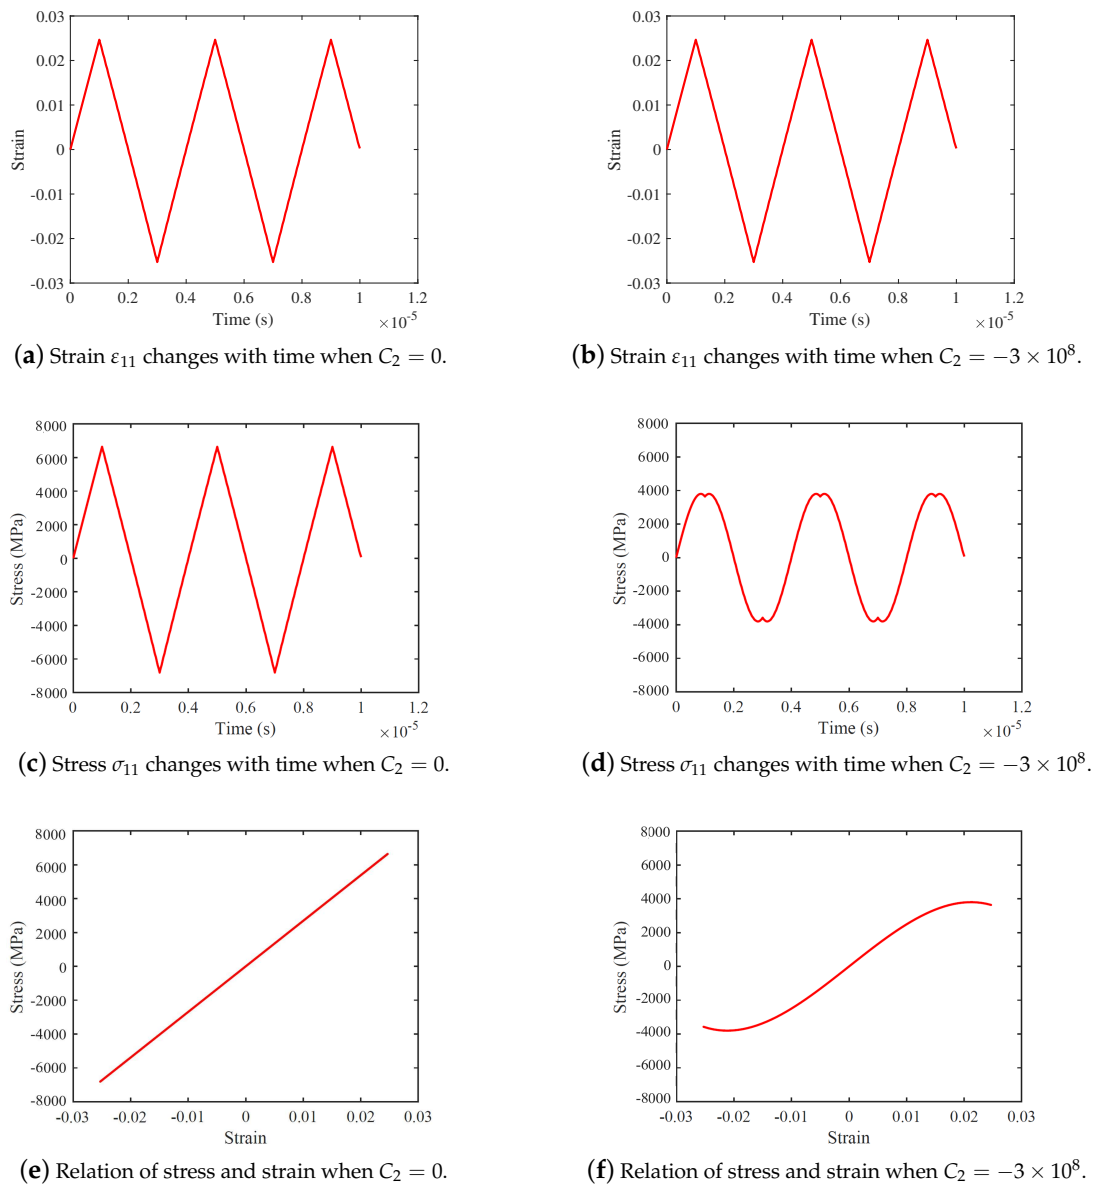 0.03
0.02
0.01
0
-0.01
-0.02
-0.03
Strain
0 0.2 0.4 0.6 0.8 1 1.2
Time (s)
×10⁻⁵
(a) Strain ε₁₁ changes with time when C₂ = 0.
0.03
0.02
0.01
0
-0.01
-0.02
-0.03
Strain
0 0.2 0.4 0.6 0.8 1 1.2
Time (s)
×10⁻⁵
(b) Strain ε₁₁ changes with time when C₂ = −3 × 10⁸.
8000
6000
4000
2000
0
-2000
-4000
-6000
-8000
Stress (MPa)
0 0.2 0.4 0.6 0.8 1 1.2
Time (s)
×10⁻⁵
(c) Stress σ₁₁ changes with time when C₂ = 0.
8000
6000
4000
2000
0
-2000
-4000
-6000
-8000
Stress (MPa)
0 0.2 0.4 0.6 0.8 1 1.2
Time (s)
×10⁻⁵
(d) Stress σ₁₁ changes with time when C₂ = −3 × 10⁸.
8000
6000
4000
2000
0
-2000
-4000
-6000
-8000
Stress (MPa)
-0.03 -0.02 -0.01 0 0.01 0.02 0.03
Strain
(e) Relation of stress and strain when C₂ = 0.
8000
6000
4000
2000
0
-2000
-4000
-6000
-8000
Stress (MPa)
-0.03 -0.02 -0.01 0 0.01 0.02 0.03
Strain
(f) Relation of stress and strain when C₂ = −3 × 10⁸.